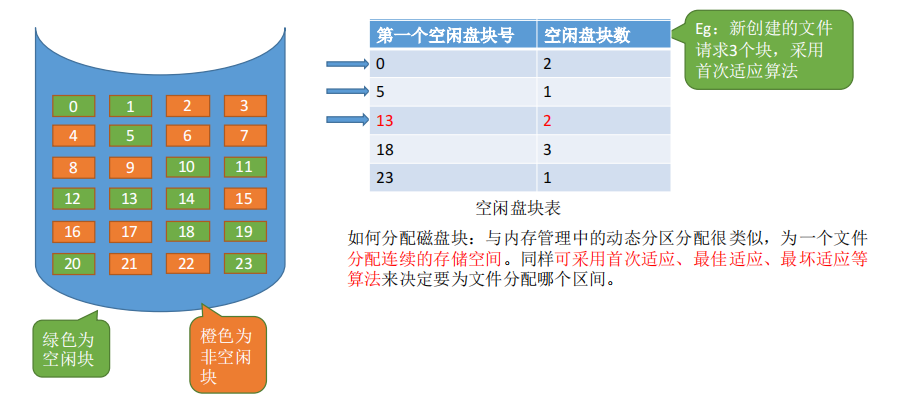 第一个空闲盘块号 空闲盘块数
0 2
5 1
13 2
18 3
23 1
空闲盘块表
Eg：新创建的文件
请求3个块，采用
首次适应算法
0 1 2 3
4 5 6 7
8 9 10 11
12 13 14 15
16 17 18 19
20 21 22 23
绿色为
空闲块
橙色为
非空闲
块
如何分配磁盘块：与内存管理中的动态分区分配很类似，为一个文件
分配连续的存储空间。同样可采用首次适应、最佳适应、最坏适应等
算法来决定要为文件分配哪个区间。